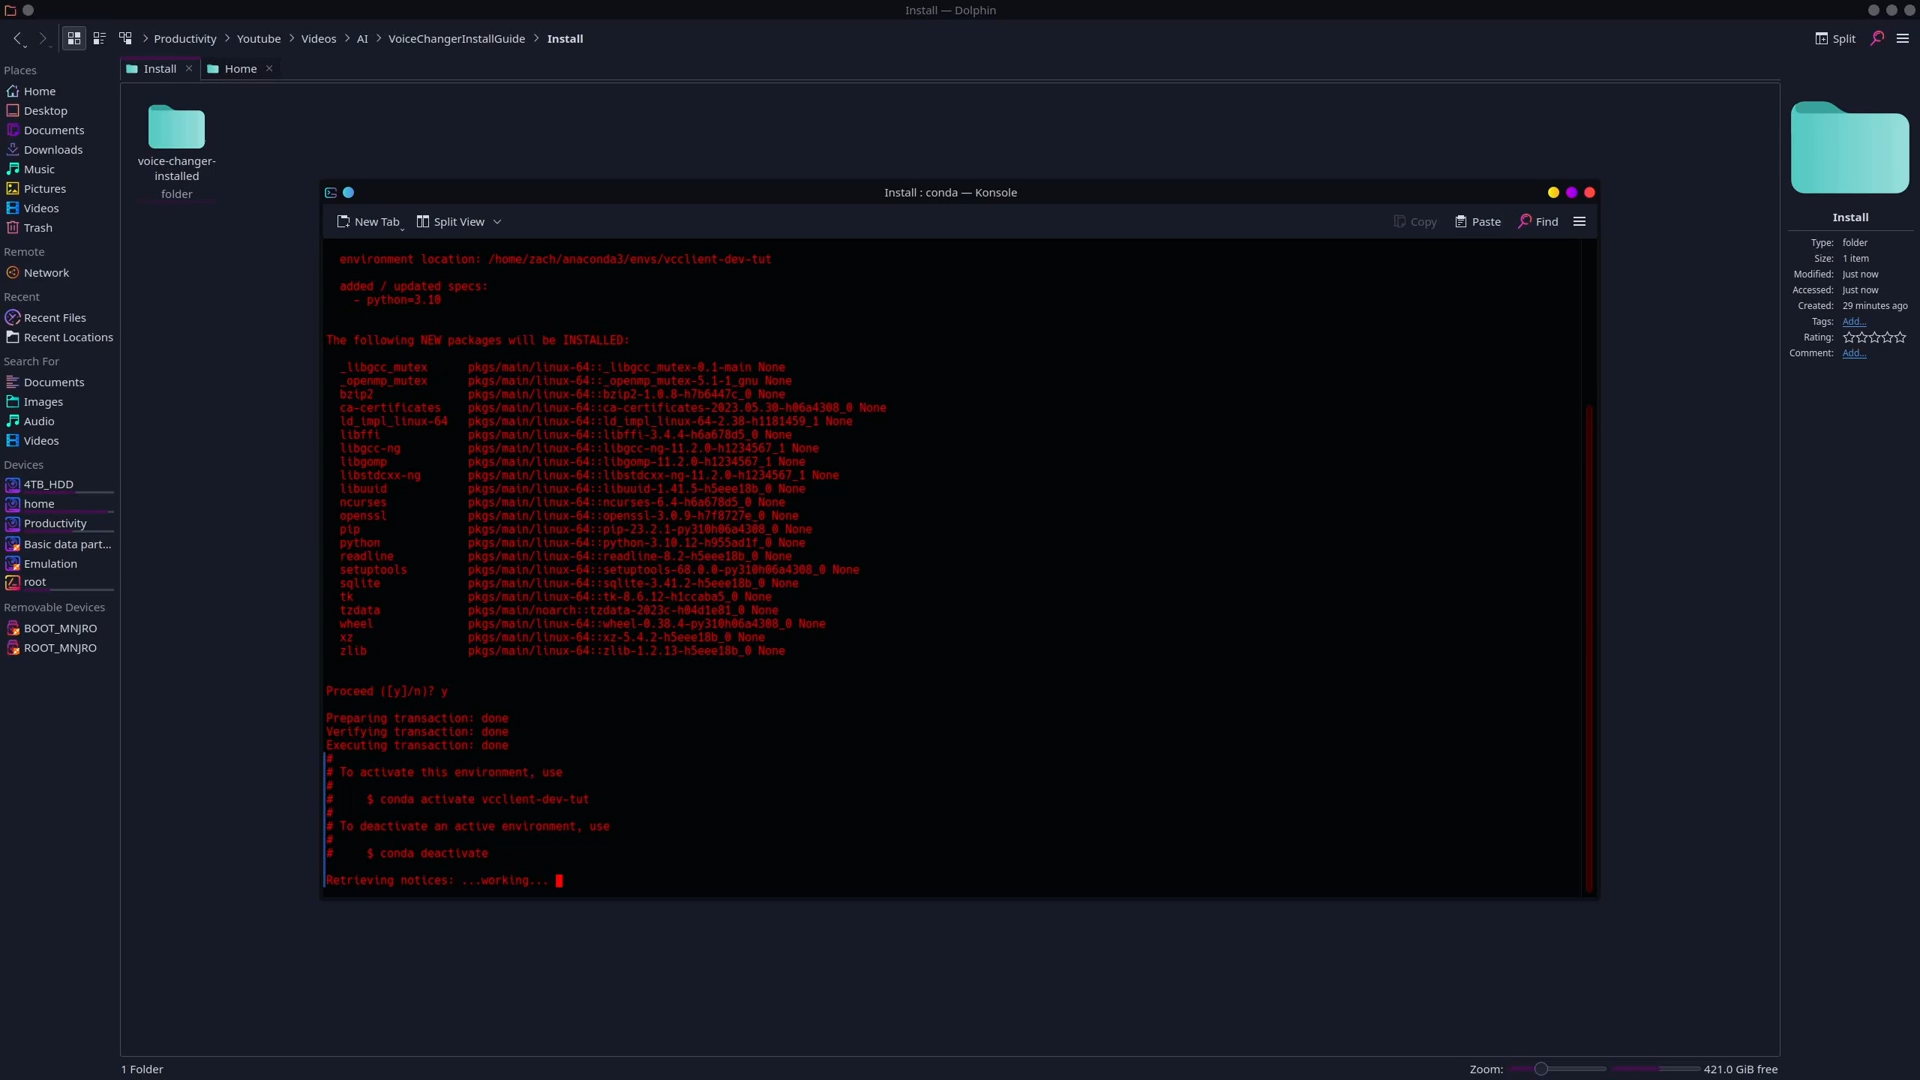 Install — Dolphin
Productivity > Youtube > Videos > AI > VoiceChangerInstallGuide > Install
Split
Install
Home
Places
Home
Desktop
Documents
Downloads
Music
Pictures
Videos
Trash
Remote
Network
Recent
Recent Files
Recent Locations
Search For
Documents
Images
Audio
Videos
Devices
4TB_HDD
home
Productivity
Basic data part...
Emulation
root
Removable Devices
BOOT_MNJRO
ROOT_MNJRO
voice-changer-
installed
folder
Install : conda — Konsole
New Tab
Split View
Copy
Paste
Find
environment location: /home/zach/anaconda3/envs/vcclient-dev-tut
added / updated specs:
- python=3.10
The following NEW packages will be INSTALLED:
_libgcc_mutex pkgs/main/linux-64::_libgcc_mutex-0.1-main None
_openmp_mutex pkgs/main/linux-64::_openmp_mutex-5.1-1_gnu None
bzip2 pkgs/main/linux-64::bzip2-1.0.8-h7b6447c_0 None
ca-certificates pkgs/main/linux-64::ca-certificates-2023.05.30-h06a4308_0 None
ld_impl_linux-64 pkgs/main/linux-64::ld_impl_linux-64-2.38-h1181459_1 None
libffi pkgs/main/linux-64::libffi-3.4.4-h6a678d5_0 None
libgcc-ng pkgs/main/linux-64::libgcc-ng-11.2.0-h1234567_1 None
libgomp pkgs/main/linux-64::libgomp-11.2.0-h1234567_1 None
libstdcxx-ng pkgs/main/linux-64::libstdcxx-ng-11.2.0-h1234567_1 None
libuuid pkgs/main/linux-64::libuuid-1.41.5-h5eee18b_0 None
ncurses pkgs/main/linux-64::ncurses-6.4-h6a678d5_0 None
openssl pkgs/main/linux-64::openssl-3.0.9-h7f8727e_0 None
pip pkgs/main/linux-64::pip-23.2.1-py310h06a4308_0 None
python pkgs/main/linux-64::python-3.10.12-h955ad1f_0 None
readline pkgs/main/linux-64::readline-8.2-h5eee18b_0 None
setuptools pkgs/main/linux-64::setuptools-68.0.0-py310h06a4308_0 None
sqlite pkgs/main/linux-64::sqlite-3.41.2-h5eee18b_0 None
tk pkgs/main/linux-64::tk-8.6.12-h1ccaba5_0 None
tzdata pkgs/main/noarch::tzdata-2023c-h04d1e81_0 None
wheel pkgs/main/linux-64::wheel-0.38.4-py310h06a4308_0 None
xz pkgs/main/linux-64::xz-5.4.2-h5eee18b_0 None
zlib pkgs/main/linux-64::zlib-1.2.13-h5eee18b_0 None
Proceed ([y]/n)? y
Preparing transaction: done
Verifying transaction: done
Executing transaction: done
#
# To activate this environment, use
#
# $ conda activate vcclient-dev-tut
#
# To deactivate an active environment, use
#
# $ conda deactivate
Retrieving notices: ...working...
Install
Type: folder
Size: 1 item
Modified: Just now
Accessed: Just now
Created: 29 minutes ago
Tags: Add...
Rating:
Comment: Add...
1 Folder
Zoom:
421.0 GiB free